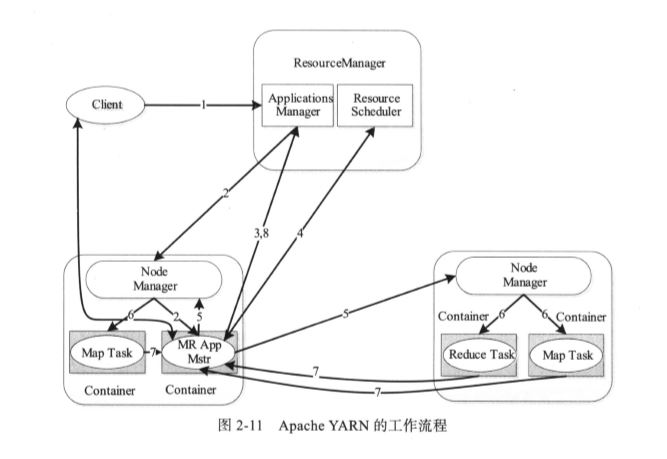 ResourceManager
Applications
Manager
Resource
Scheduler
Client
1
2
3,8
4
Node
Manager
6
2
5
Map Task
7
MR App
Mstr
Container
Container
5
Node
Manager
Container
6
6
Container
Reduce Task
Map Task
7
7
图 2-11 Apache YARN 的工作流程